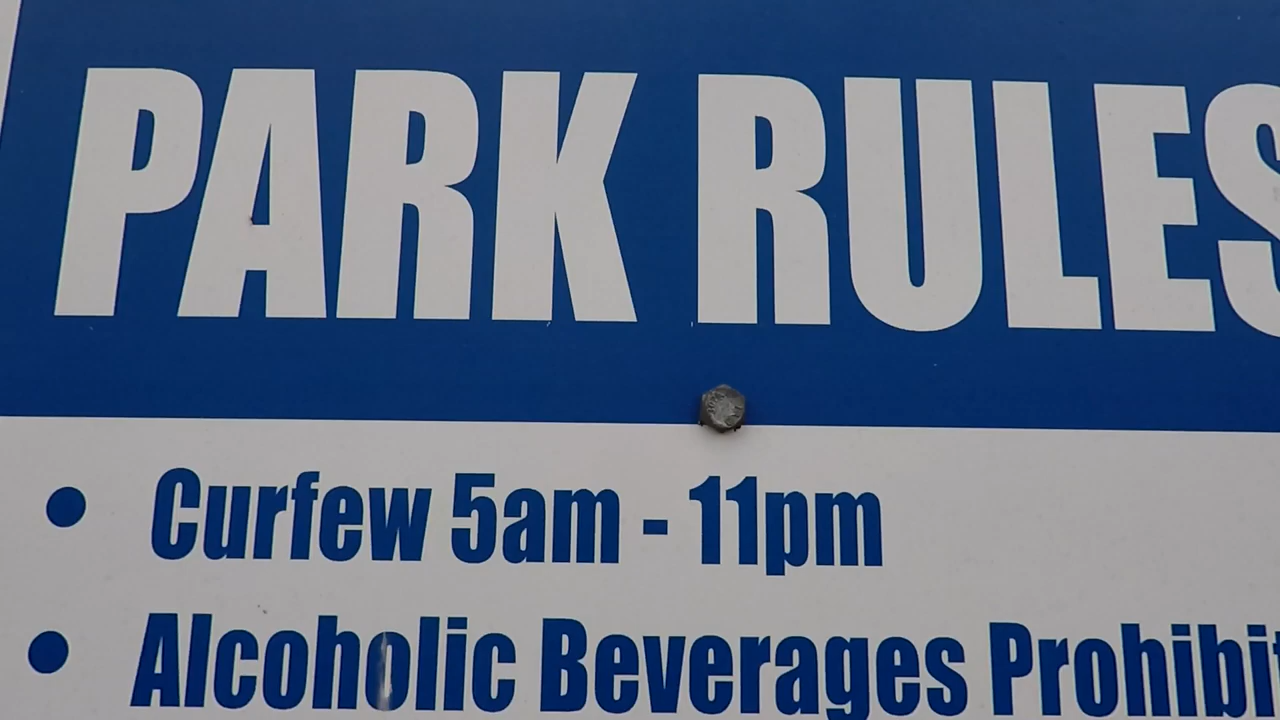 PARK RULES
• Curfew 5am - 11pm
• Alcoholic Beverages Prohibit